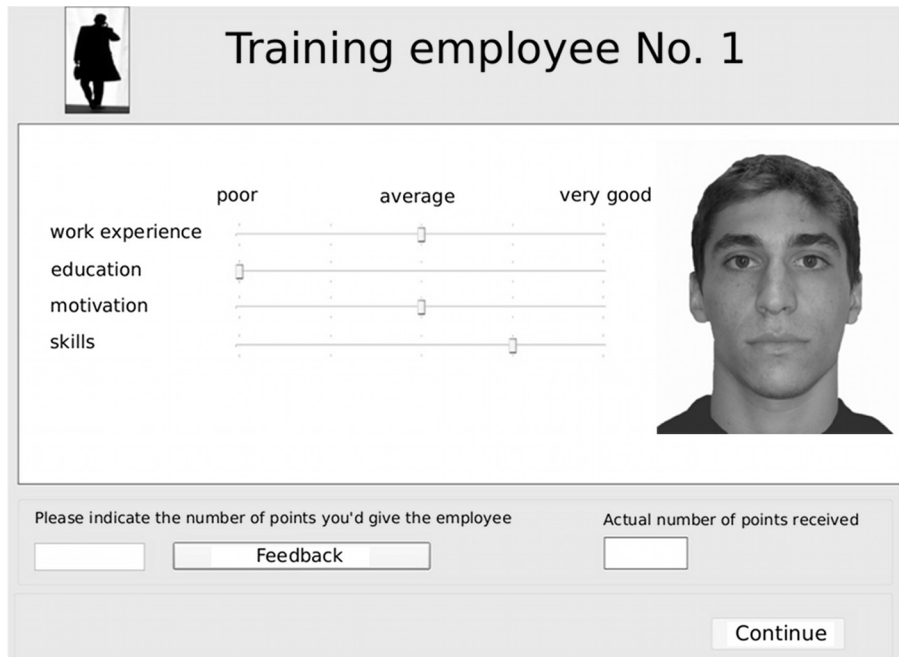 Training employee No. 1
poor average very good
work experience
education
motivation
skills
Please indicate the number of points you'd give the employee
Actual number of points received
Feedback
Continue